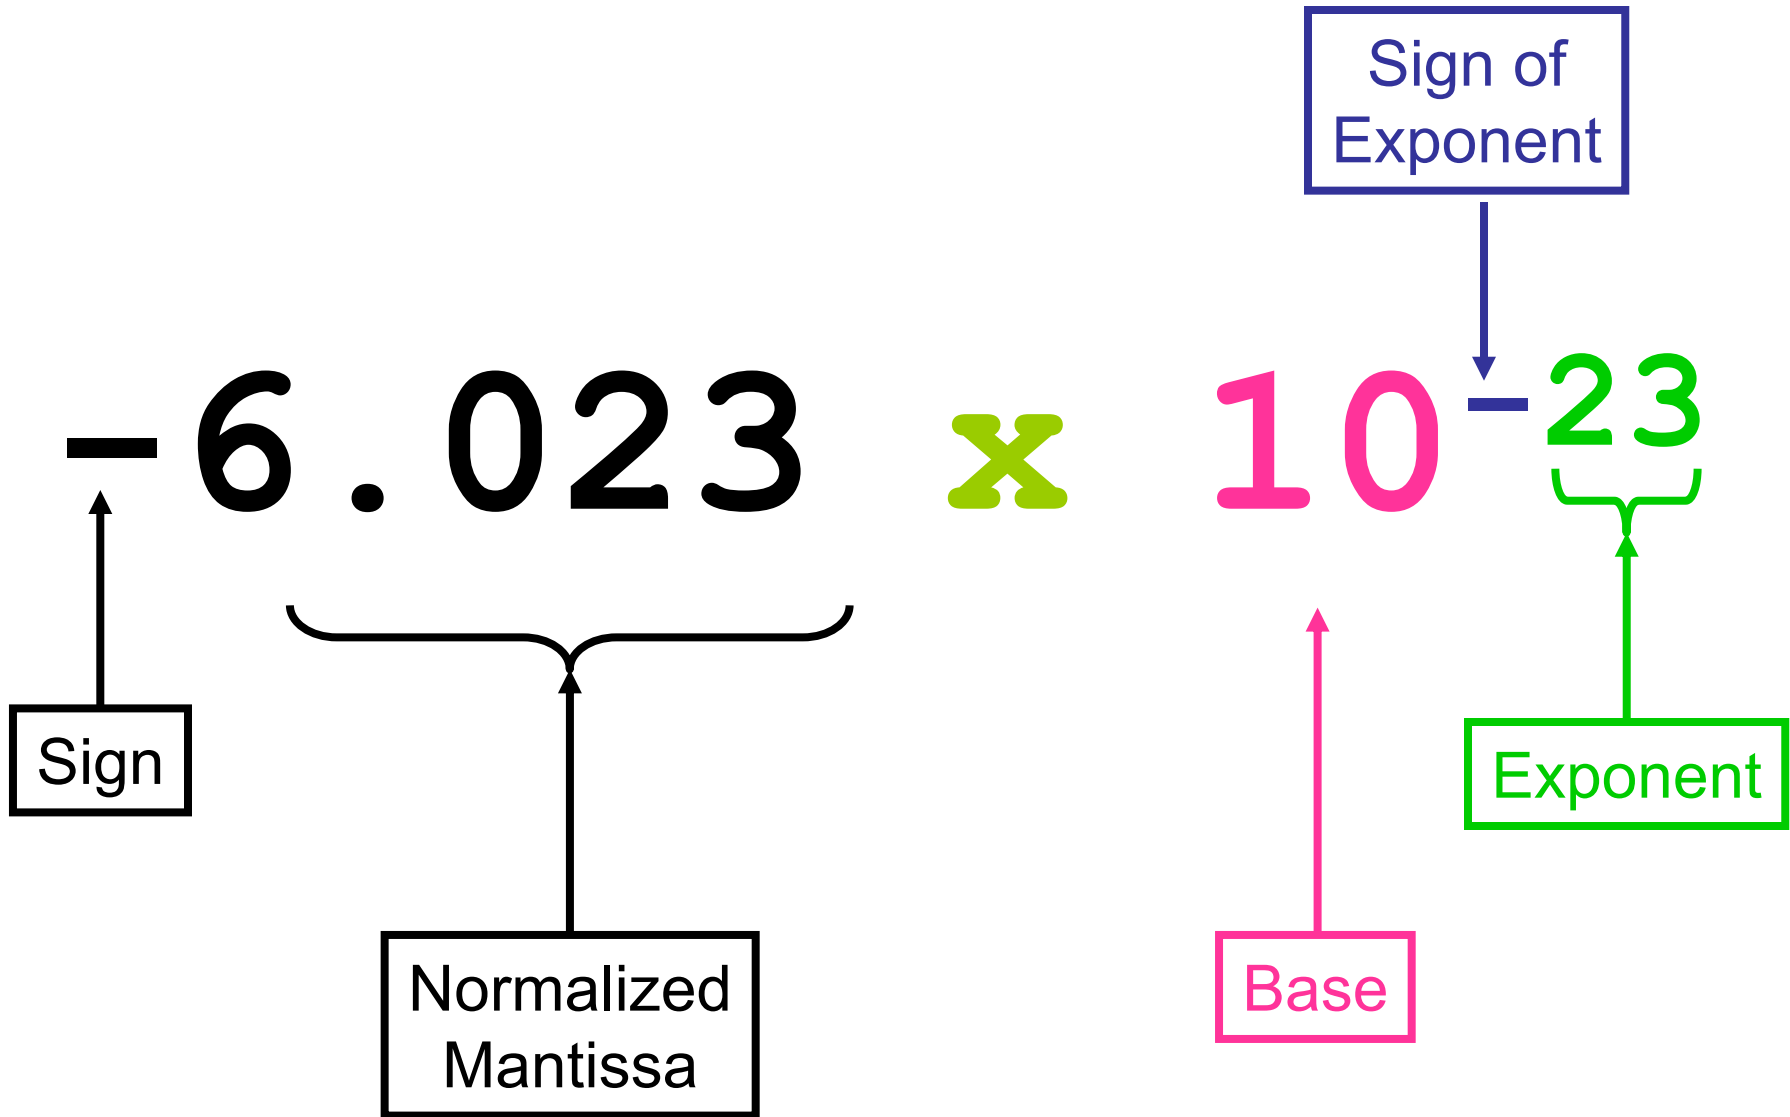 Sign of
Exponent
-6.023 x 10-23
Sign
Exponent
Normalized
Mantissa
Base